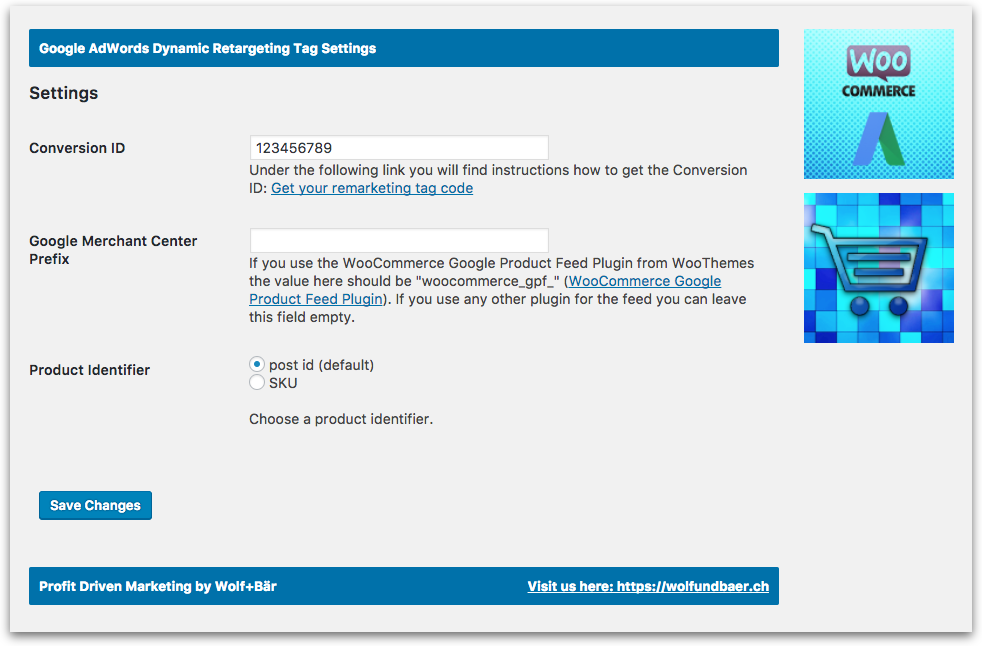 Google AdWords Dynamic Retargeting Tag Settings
WOO
COMMERCE
Settings
Conversion ID
123456789
Under the following link you will find instructions how to get the Conversion
ID: Get your remarketing tag code
Google Merchant Center
Prefix
If you use the WooCommerce Google Product Feed Plugin from WooThemes
the value here should be "woocommerce_gpf_" (WooCommerce Google
Product Feed Plugin). If you use any other plugin for the feed you can leave
this field empty.
Product Identifier
post id (default)
SKU
Choose a product identifier.
Save Changes
Profit Driven Marketing by Wolf+Bär
Visit us here: https://wolfundbaer.ch